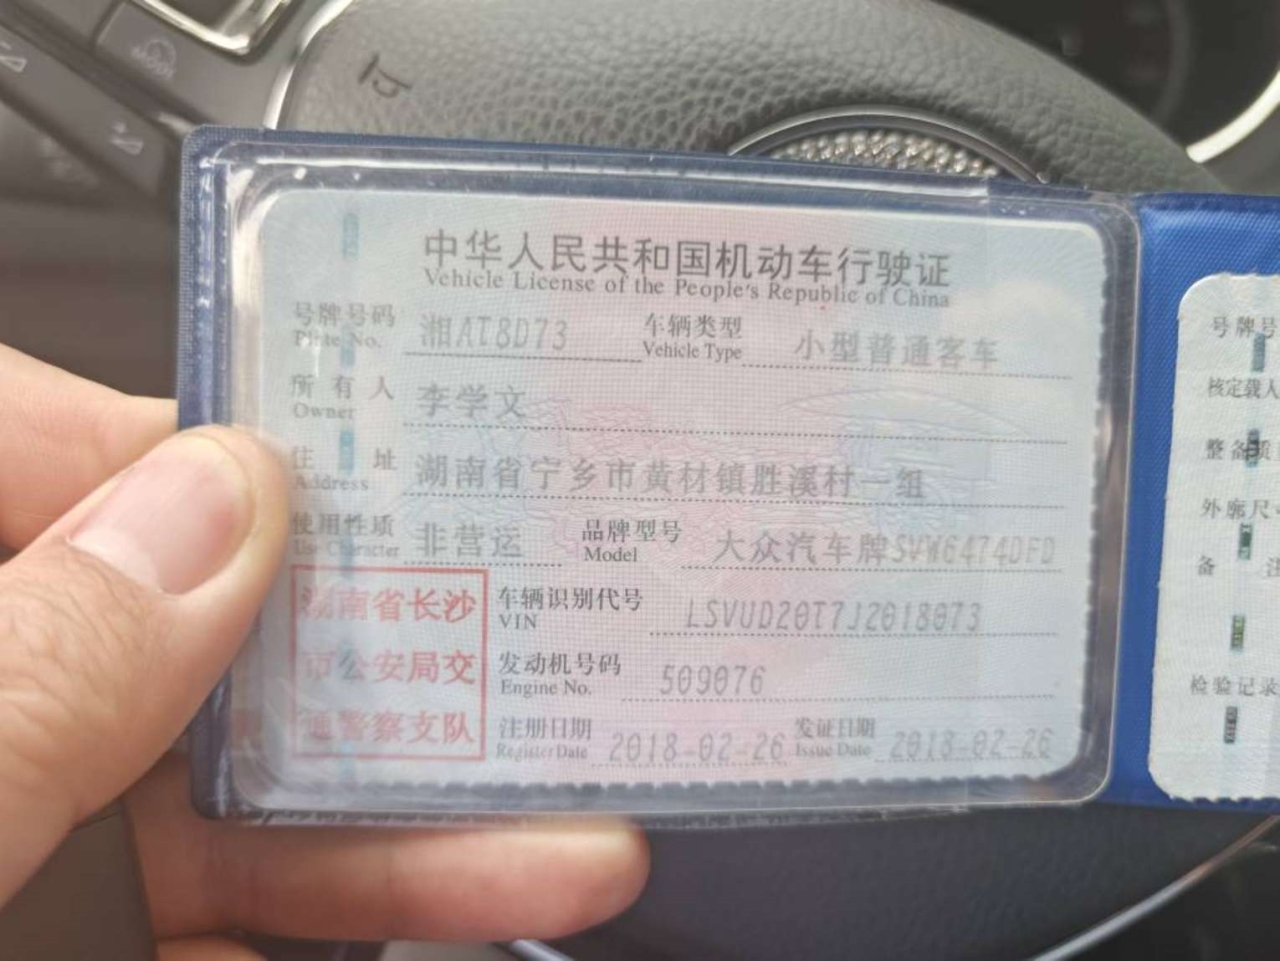 中华人民共和国机动车行驶证
Vehicle License of the People's Republic of China
号牌号码 湘AT8D73 车辆类型 小型普通客车
Plate No. Vehicle Type
所有人 李学文
Owner
住址 湖南省宁乡市黄材镇胜溪村一组
Address
使用性质 非营运 品牌型号 大众汽车牌SVW6474DFD
Use Character Model
湖南省长沙
市公安局交
通警察支队
车辆识别代号 LSVUD20T7J2018073
VIN
发动机号码 509076
Engine No.
注册日期 2018-02-26 发证日期 2018-02-26
Register Date Issue Date
号牌号
核定载人
整备质
外廓尺
备 注
检验记录